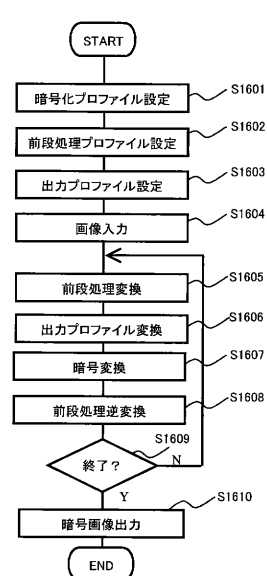 START
暗号化プロファイル設定
S1601
前段処理プロファイル設定
S1602
出力プロファイル設定
S1603
画像入力
S1604
前段処理変換
S1605
出力プロファイル変換
S1606
暗号変換
S1607
前段処理逆変換
S1608
S1609
終了?
N
Y
S1610
暗号画像出力
END